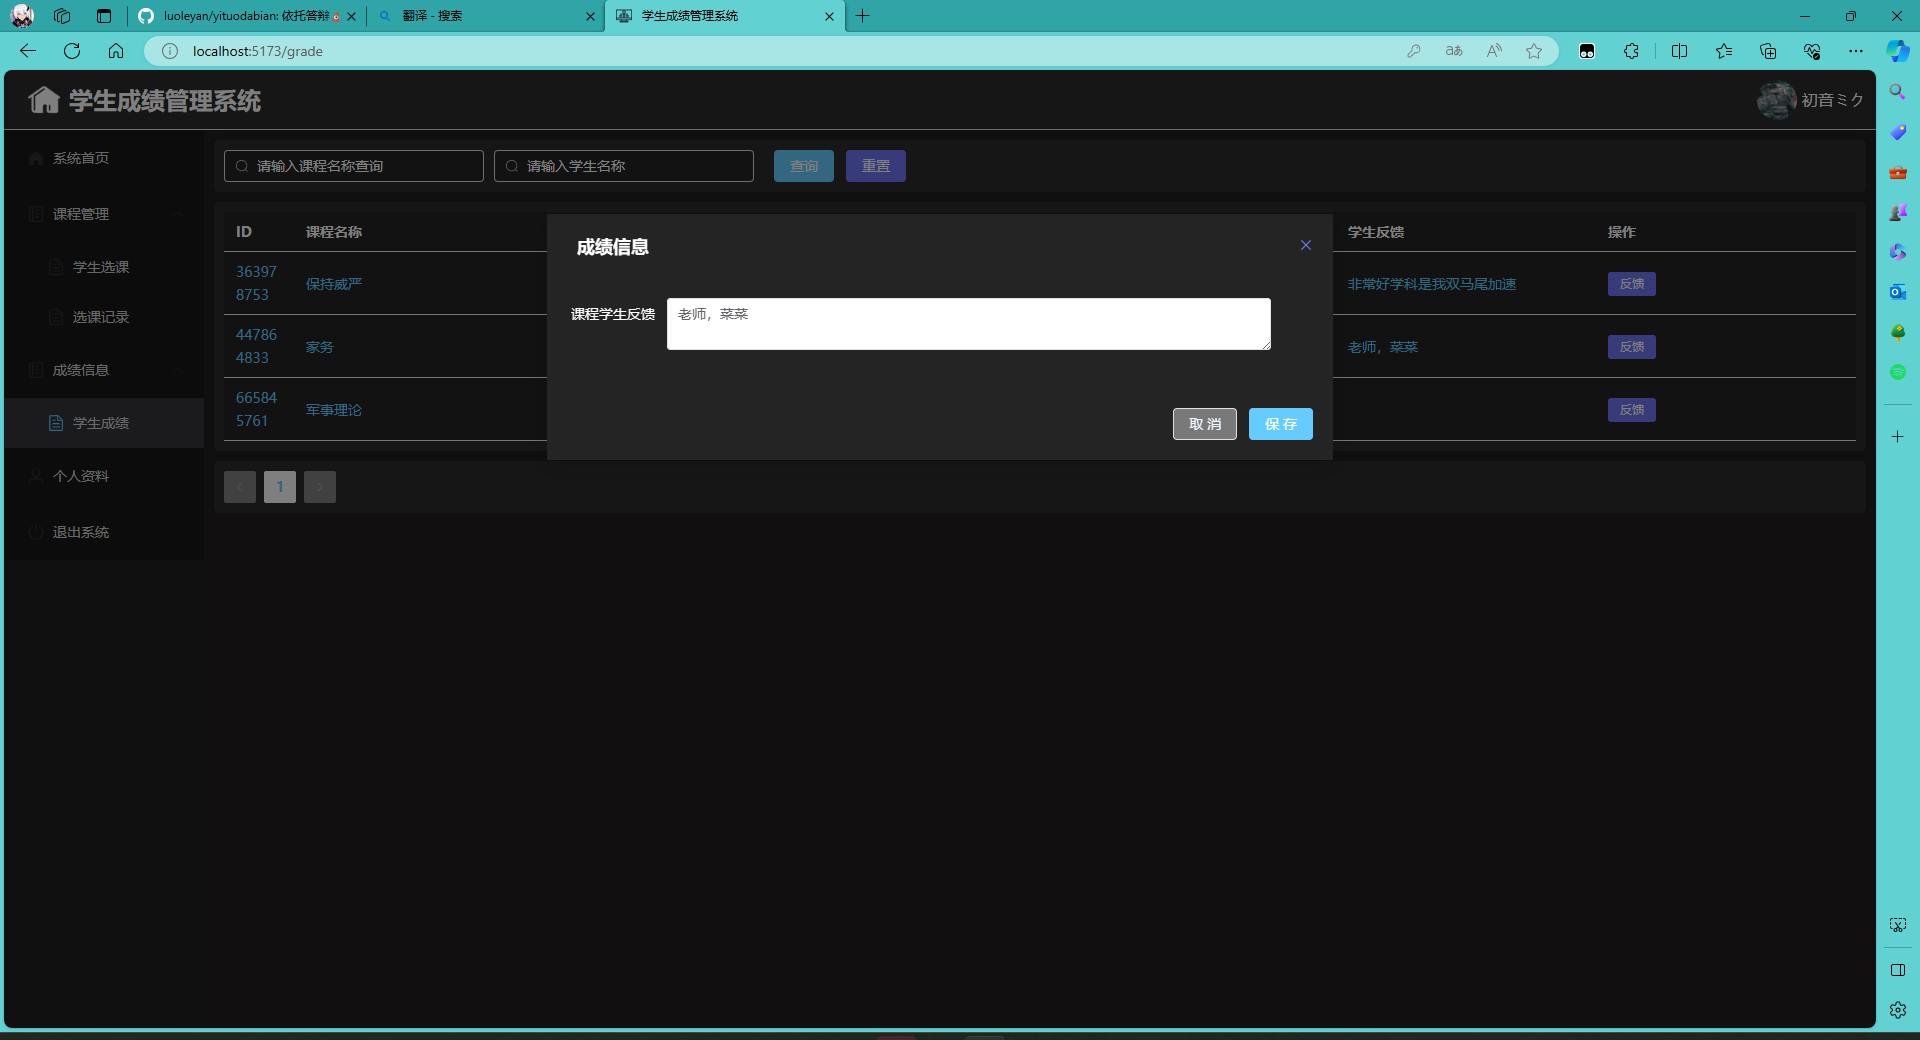 luoleyan/yituodabian: 依托答辩
翻译 - 搜索
学生成绩管理系统
localhost:5173/grade
学生成绩管理系统
初音ミク
系统首页
课程管理
学生选课
选课记录
成绩信息
学生成绩
个人资料
退出系统
请输入课程名称查询
请输入学生名称
查询
重置
ID
课程名称
学生反馈
操作
36397
8753
保持威严
非常好学科是我双马尾加速
反馈
44786
4833
家务
老师，菜菜
反馈
66584
5761
军事理论
反馈
1
成绩信息
课程学生反馈
老师，菜菜
取 消
保 存